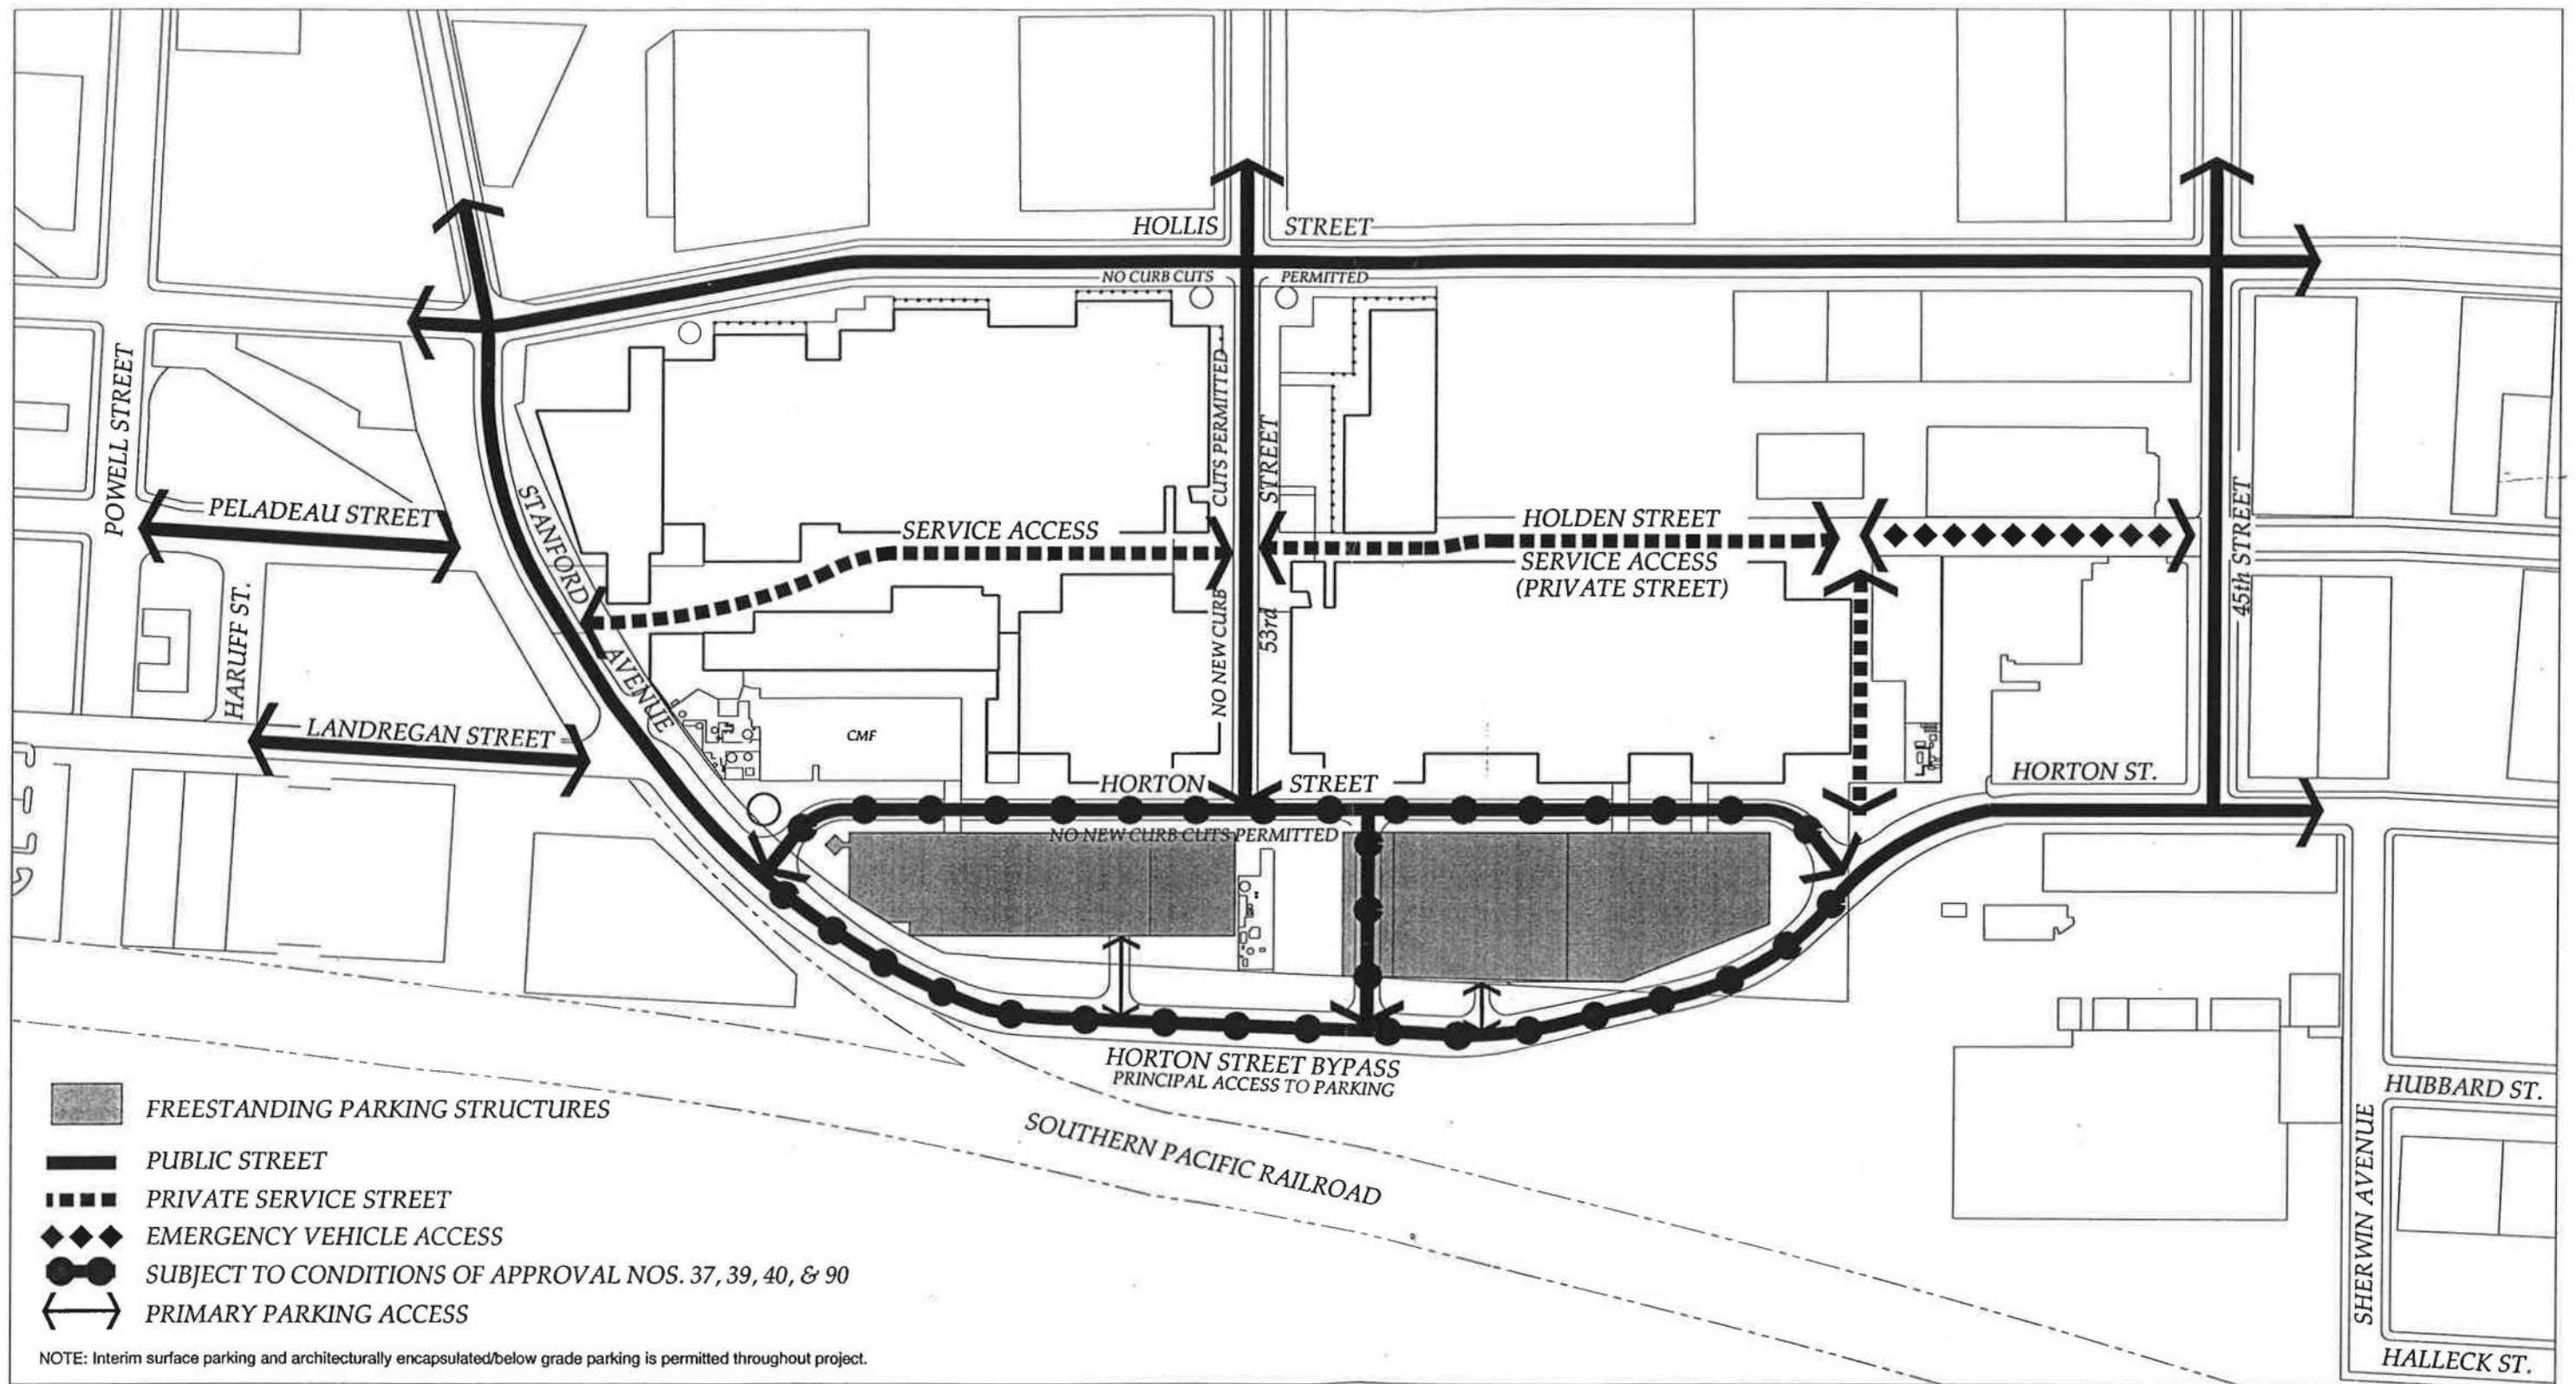 HOLLIS STREET
NO CURB CUTS PERMITTED
POWELL STREET
PELADEAU STREET
HARUFF ST.
LANDREGAN STREET
STANFORD AVENUE
SERVICE ACCESS
NO NEW CURB CUTS PERMITTED
53rd STREET
HOLDEN STREET
SERVICE ACCESS
(PRIVATE STREET)
45th STREET
CMF
HORTON STREET
NO NEW CURB CUTS PERMITTED
HORTON ST.
HORTON STREET BYPASS
PRINCIPAL ACCESS TO PARKING
SOUTHERN PACIFIC RAILROAD
HUBBARD ST.
SHERWIN AVENUE
HALLECK ST.
FREESTANDING PARKING STRUCTURES
PUBLIC STREET
PRIVATE SERVICE STREET
EMERGENCY VEHICLE ACCESS
SUBJECT TO CONDITIONS OF APPROVAL NOS. 37, 39, 40, & 90
PRIMARY PARKING ACCESS
NOTE: Interim surface parking and architecturally encapsulated/below grade parking is permitted throughout project.